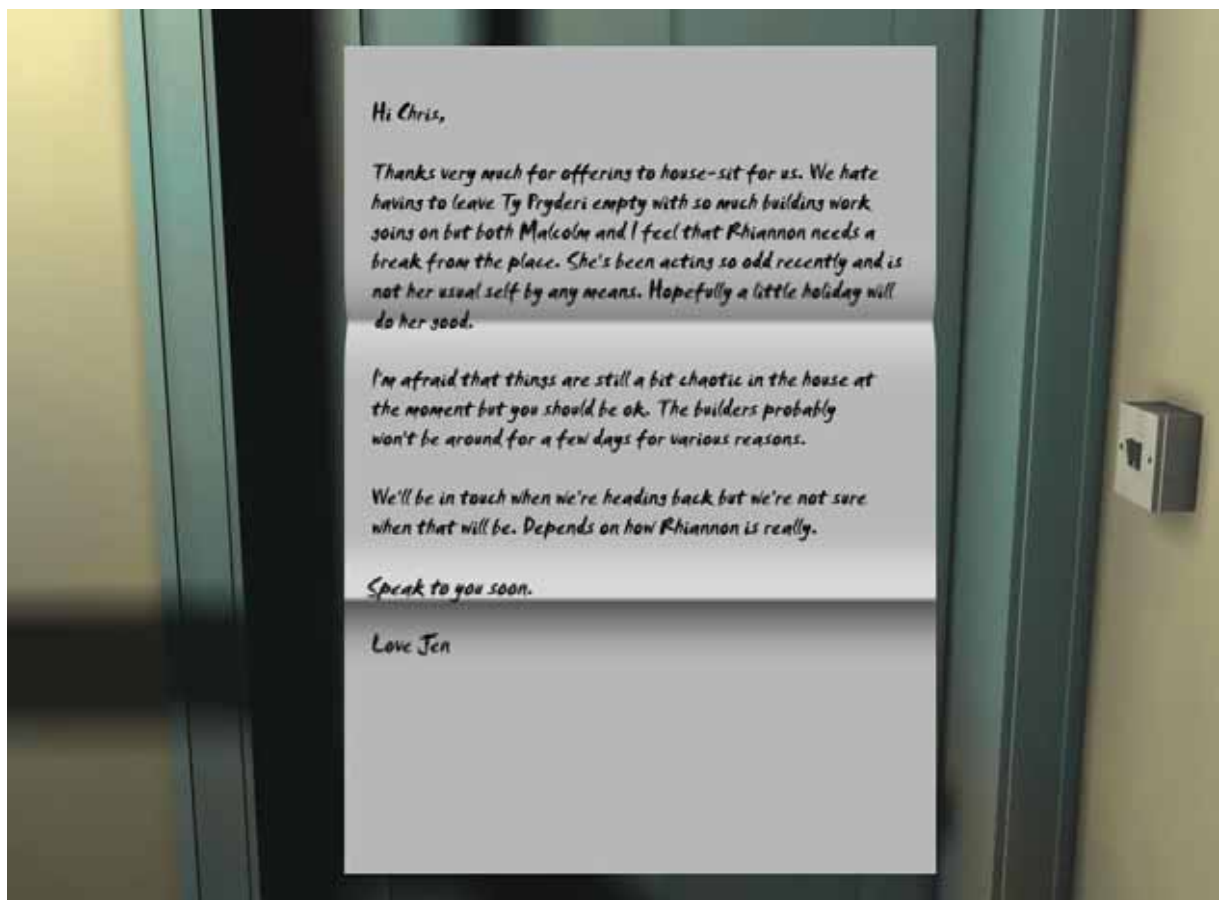 Hi Chris,
Thanks very much for offering to house-sit for us. We hate
having to leave Ty Pryderi empty with so much building work
going on but both Malcolm and I feel that Rhiannon needs a
break from the place. She's been acting so odd recently and is
not her usual self by any means. Hopefully a little holiday will
do her good.
I'm afraid that things are still a bit chaotic in the house at
the moment but you should be ok. The builders probably
won't be around for a few days for various reasons.
We'll be in touch when we're heading back but we're not sure
when that will be. Depends on how Rhiannon is really.
Speak to you soon.
Love Jen